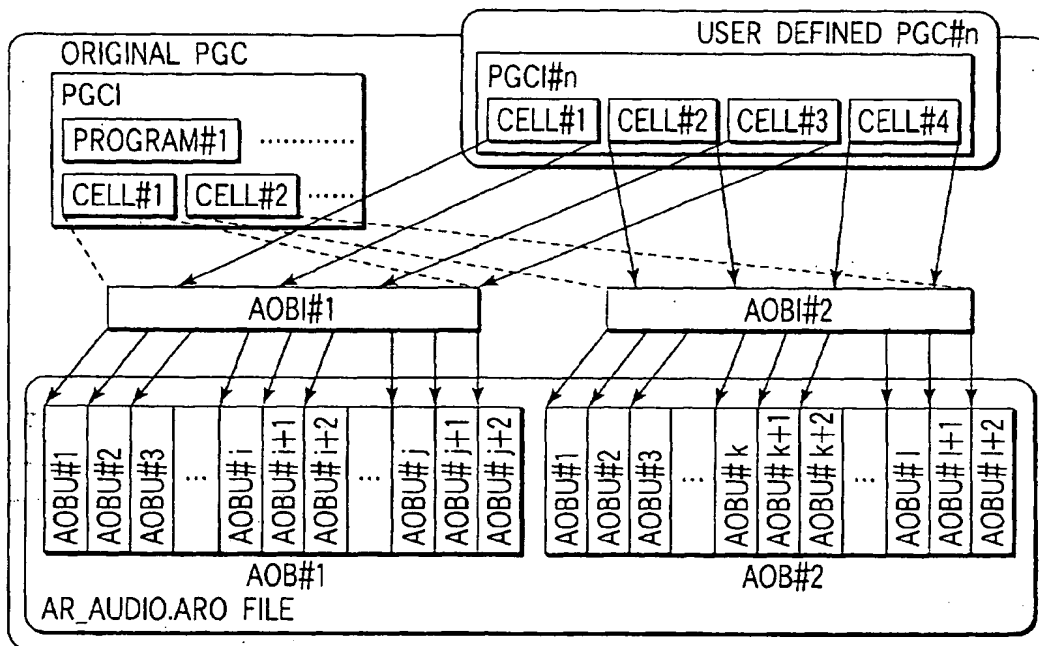 USER DEFINED PGC#n
ORIGINAL PGC
PGCI
PGCI#n
CELL#1 CELL#2 CELL#3 CELL#4
PROGRAM#1 ............
CELL#1 CELL#2 ......
AOBI#1 AOBI#2
AOBU#1 AOBU#2 AOBU#3 ... AOBU#i AOBU#i+1 AOBU#i+2 ... AOBU#j AOBU#j+1 AOBU#j+2
AOBU#1 AOBU#2 AOBU#3 ... AOBU#k AOBU#k+1 AOBU#k+2 ... AOBU#l AOBU#l+1 AOBU#l+2
AOB#1 AOB#2
AR_AUDIO.ARO FILE